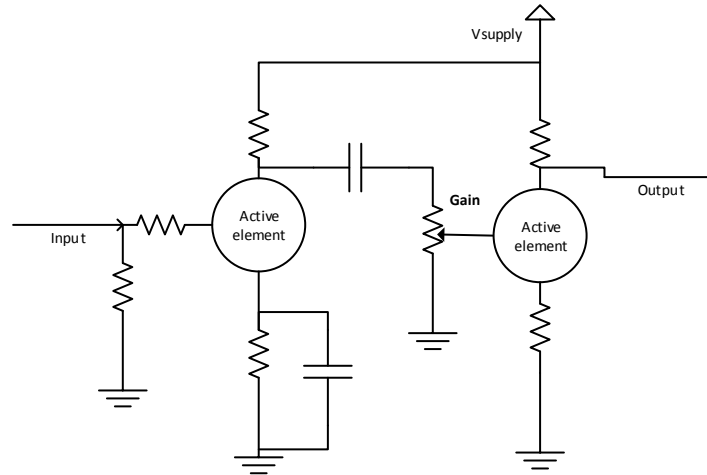 Vsupply
Active
element
Gain
Active
element
Input
Output